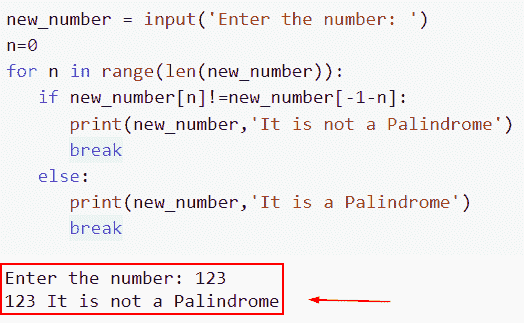 new_number = input('Enter the number: ')
n=0
for n in range(len(new_number)):
    if new_number[n]!=new_number[-1-n]:
        print(new_number,'It is not a Palindrome')
        break
    else:
        print(new_number,'It is a Palindrome')
        break
Enter the number: 123
123 It is not a Palindrome